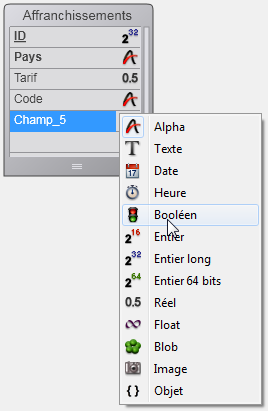 Affranchissements
ID 2^32
Pays
Tarif 0.5
Code
Champ_5
Alpha
T Texte
17 Date
Heure
Booléen
2^16 Entier
2^32 Entier long
2^64 Entier 64 bits
0.5 Réel
∞ Float
Blob
Image
{} Objet